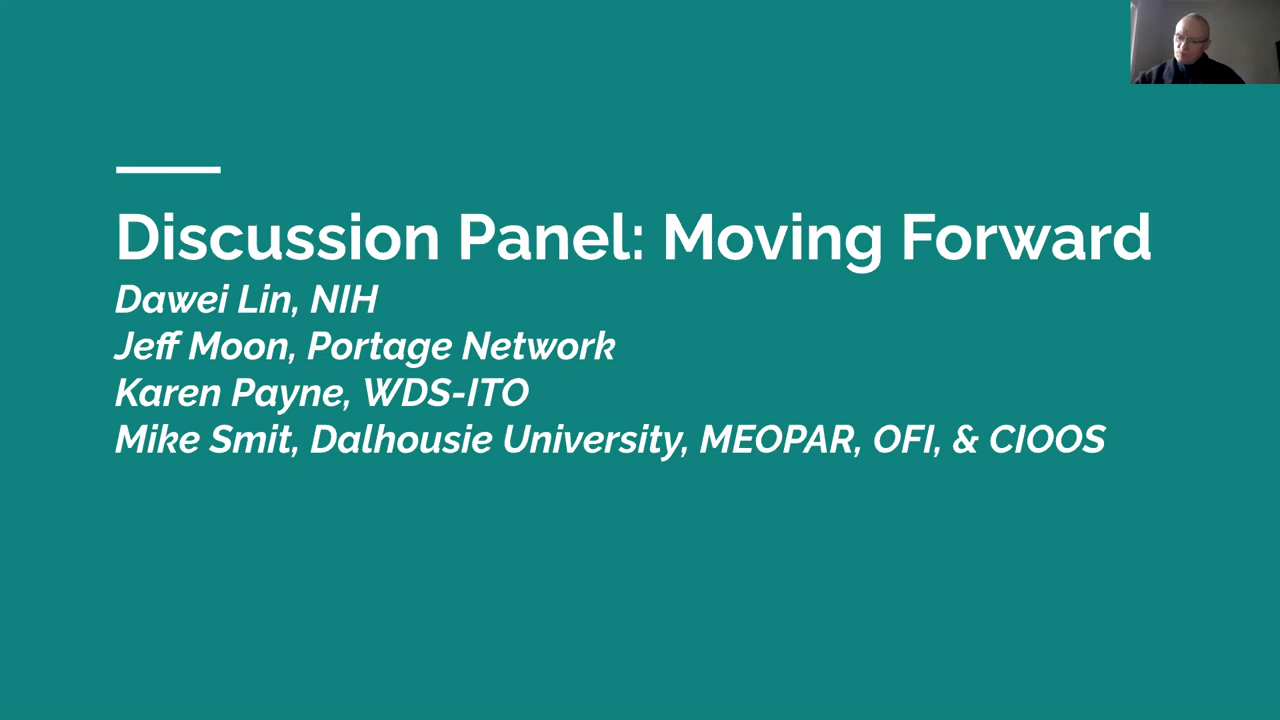 Discussion Panel: Moving Forward
Dawei Lin, NIH
Jeff Moon, Portage Network
Karen Payne, WDS-ITO
Mike Smit, Dalhousie University, MEOPAR, OFI, & CIOOS